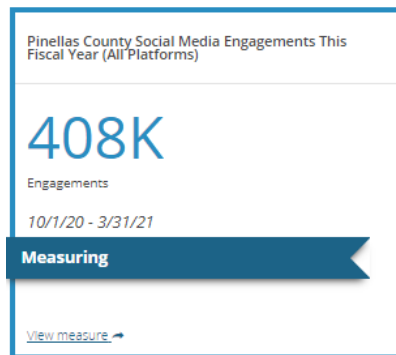 Pinellas County Social Media Engagements This
Fiscal Year (All Platforms)
408K
Engagements
10/1/20 - 3/31/21
Measuring
View measure